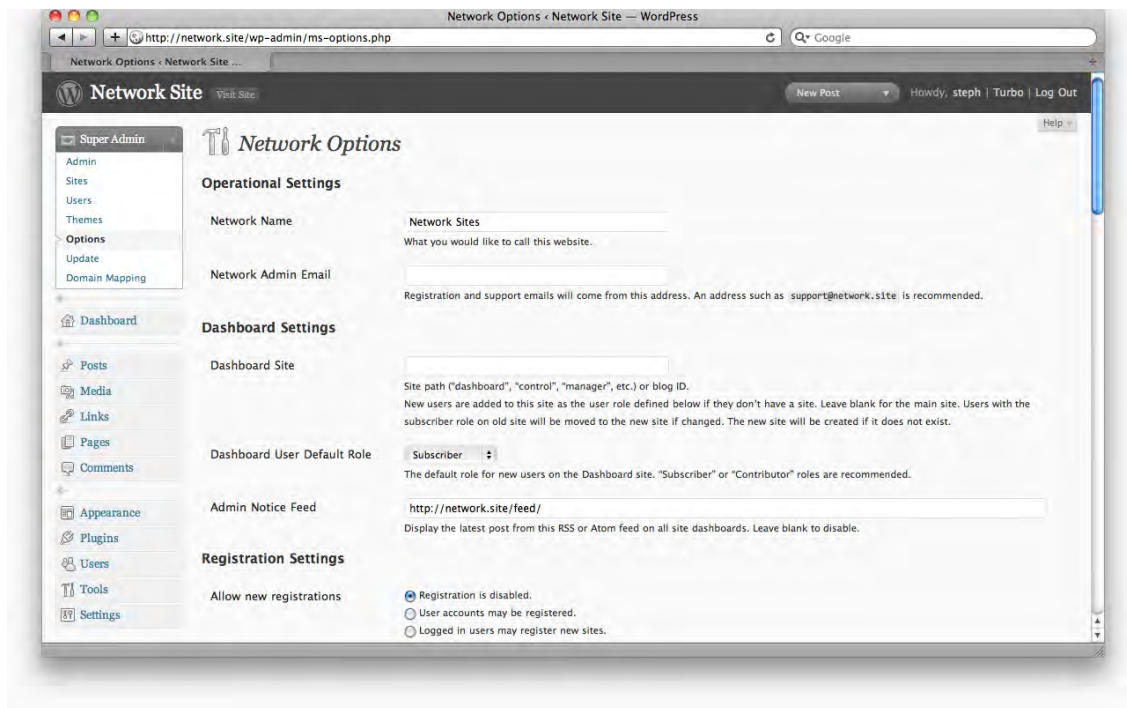 Network Options ‹ Network Site — WordPress
http://network.site/wp-admin/ms-options.php
Google
Network Options ‹ Network Site ...
Network Site Visit Site
New Post
Howdy, steph | Turbo | Log Out
Help
Super Admin
Admin
Sites
Users
Themes
Options
Update
Domain Mapping
Dashboard
Posts
Media
Links
Pages
Comments
Appearance
Plugins
Users
Tools
Settings
Network Options
Operational Settings
Network Name
Network Sites
What you would like to call this website.
Network Admin Email
Registration and support emails will come from this address. An address such as support@network.site is recommended.
Dashboard Settings
Dashboard Site
Site path ("dashboard", "control", "manager", etc.) or blog ID.
New users are added to this site as the user role defined below if they don't have a site. Leave blank for the main site. Users with the
subscriber role on old site will be moved to the new site if changed. The new site will be created if it does not exist.
Dashboard User Default Role
Subscriber
The default role for new users on the Dashboard site. "Subscriber" or "Contributor" roles are recommended.
Admin Notice Feed
http://network.site/feed/
Display the latest post from this RSS or Atom feed on all site dashboards. Leave blank to disable.
Registration Settings
Allow new registrations
Registration is disabled.
User accounts may be registered.
Logged in users may register new sites.